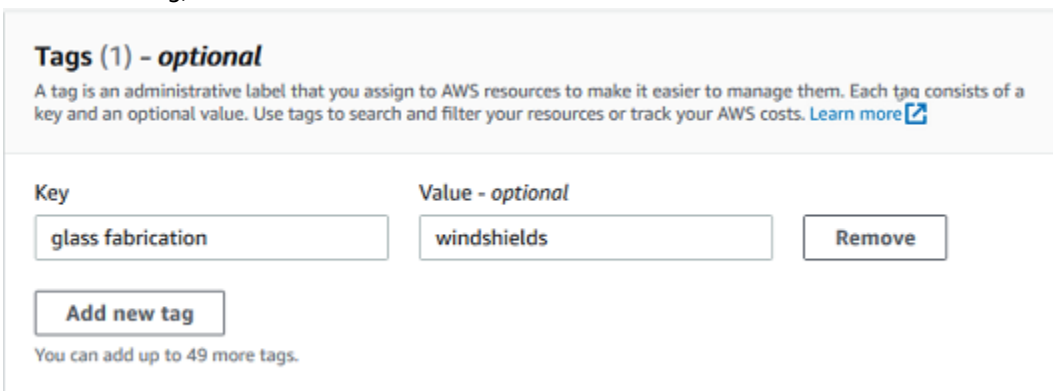 Tags (1) – optional
A tag is an administrative label that you assign to AWS resources to make it easier to manage them. Each tag consists of a
key and an optional value. Use tags to search and filter your resources or track your AWS costs. Learn more
Key Value - optional
glass fabrication windshields Remove
Add new tag
You can add up to 49 more tags.